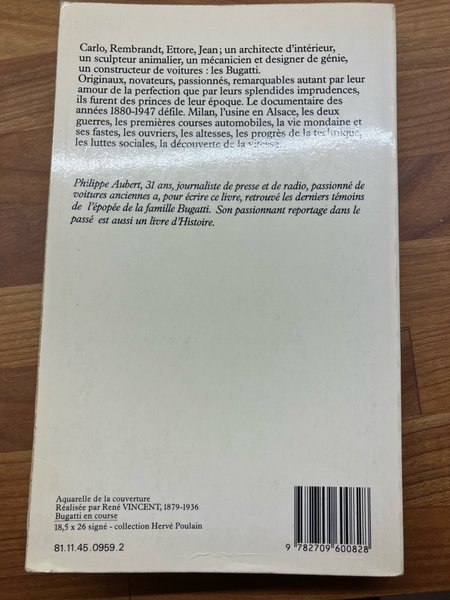 Carlo, Rembrandt, Ettore, Jean ; un architecte d'intérieur,
un sculpteur animalier, un mécanicien et designer de génie,
un constructeur de voitures : les Bugatti.
Originaux, novateurs, passionnés, remarquables autant par leur
amour de la perfection que par leurs splendides imprudences,
ils furent des princes de leur époque. Le documentaire des
années 1880-1947 défile. Milan, l'usine en Alsace, les deux
guerres, les premières courses automobiles, la vie mondaine et
ses fastes, les ouvriers, les altesses, les progrès de la technique,
les luttes sociales, la découverte de la vitesse.
Philippe Aubert, 31 ans, journaliste de presse et de radio, passionné de
voitures anciennes a, pour écrire ce livre, retrouvé les derniers témoins
de l'épopée de la famille Bugatti. Son passionnant reportage dans le
passé est aussi un livre d'Histoire.
Aquarelle de la couverture
Réalisée par René VINCENT, 1879-1936
Bugatti en course
18,5 x 26 signé - collection Hervé Poulain
81.11.45.0959.2
9 782709 600828